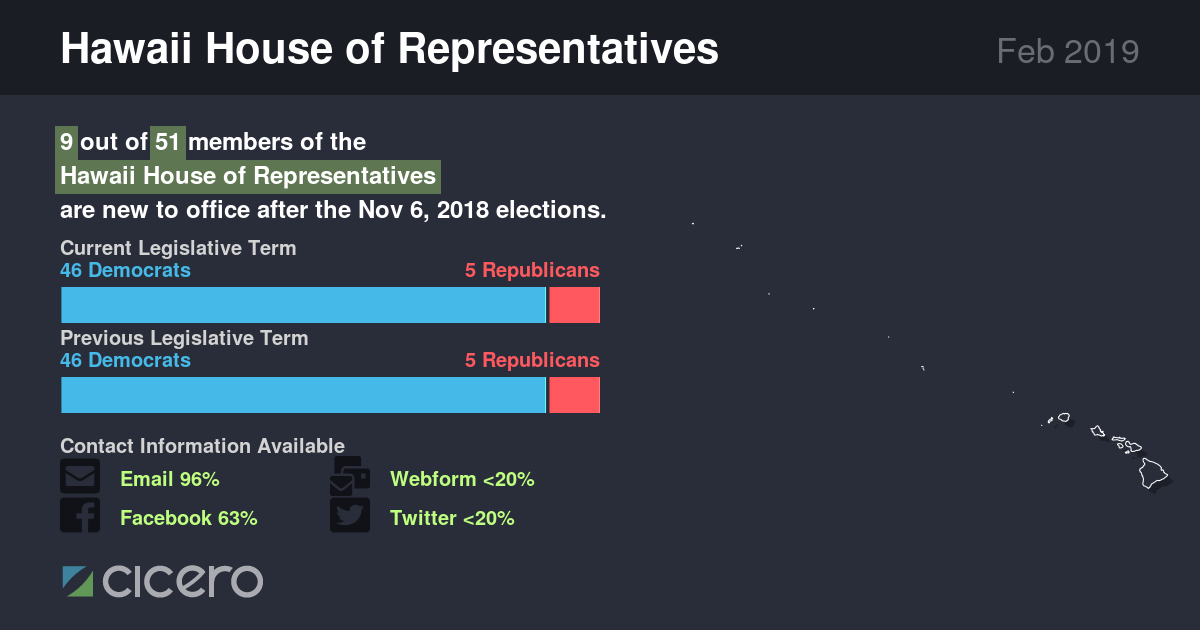 Hawaii House of Representatives
Feb 2019
9 out of 51 members of the
Hawaii House of Representatives
are new to office after the Nov 6, 2018 elections.
Current Legislative Term
46 Democrats 5 Republicans
Previous Legislative Term
46 Democrats 5 Republicans
Contact Information Available
Email 96% Webform <20%
Facebook 63% Twitter <20%
cicero